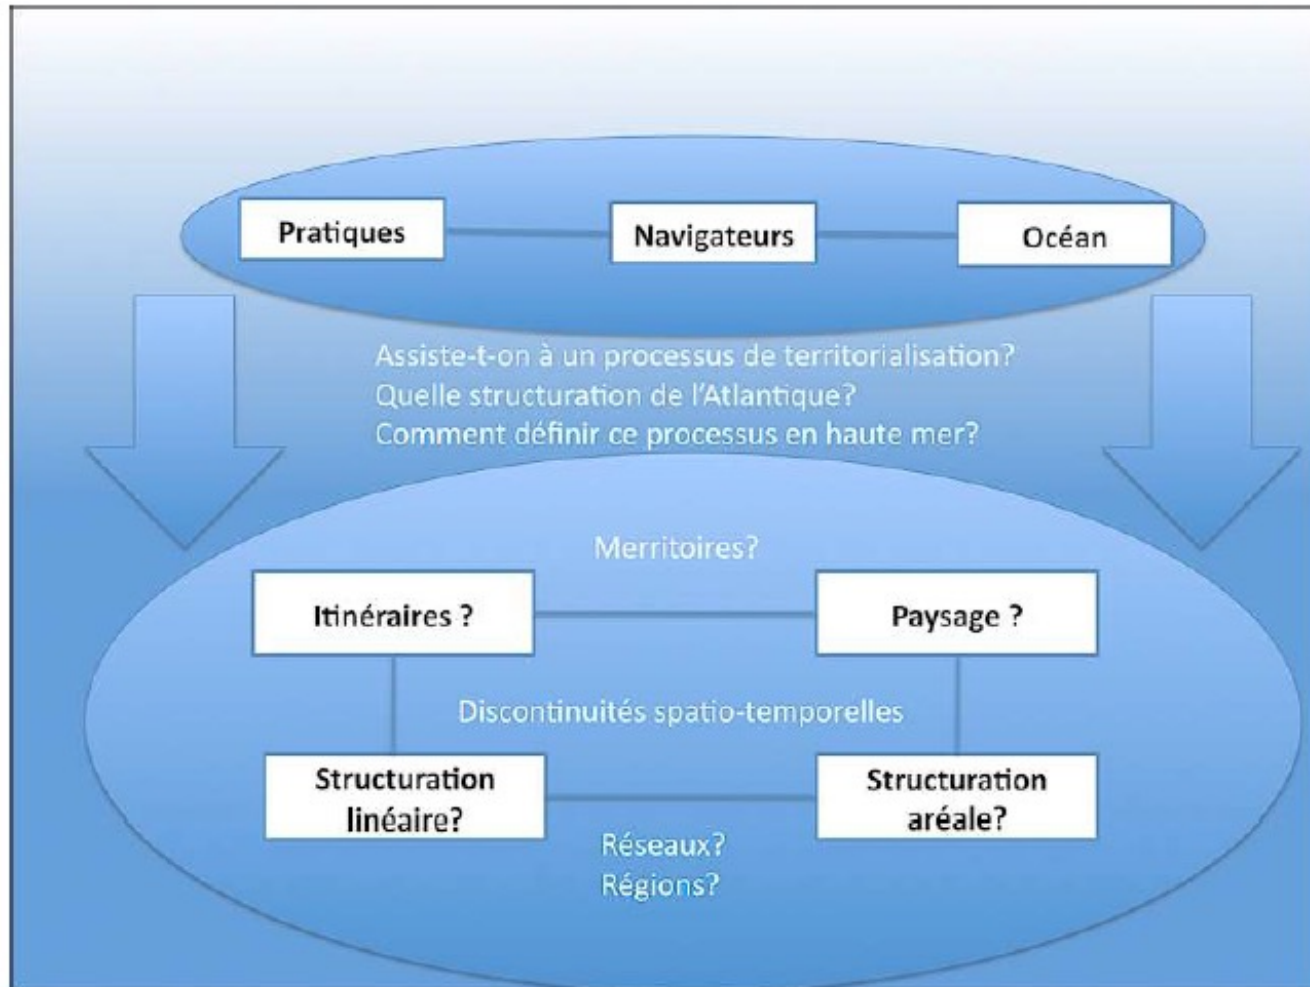 Pratiques
Navigateurs
Océan
Assiste-t-on à un processus de territorialisation?
Quelle structuration de l'Atlantique?
Comment définir ce processus en haute mer?
Merritoires?
Itinéraires ?
Paysage ?
Discontinuités spatio-temporelles
Structuration
linéaire?
Structuration
aréale?
Réseaux?
Régions?